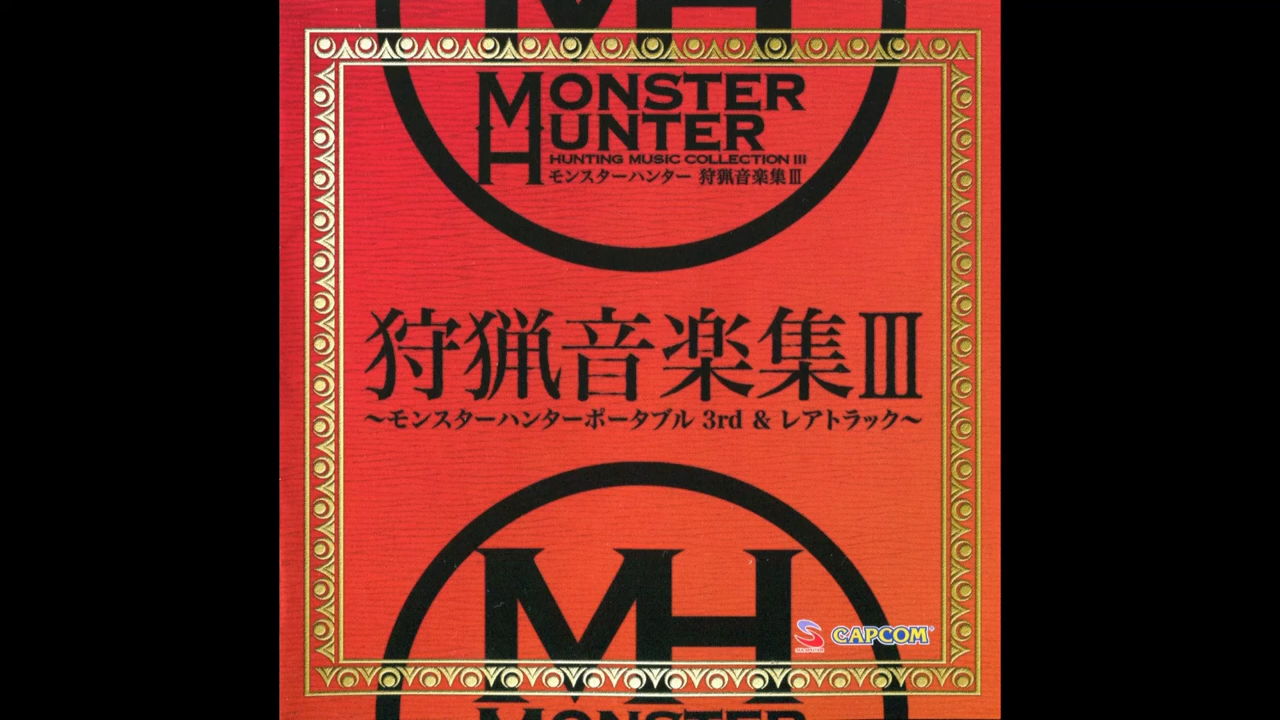 MH
MONSTER
HUNTER
HUNTING MUSIC COLLECTION III
モンスターハンター 狩猟音楽集Ⅲ
狩猟音楽集Ⅲ
~モンスターハンターポータブル 3rd & レアトラック~
MH
CAPCOM
MONSTER